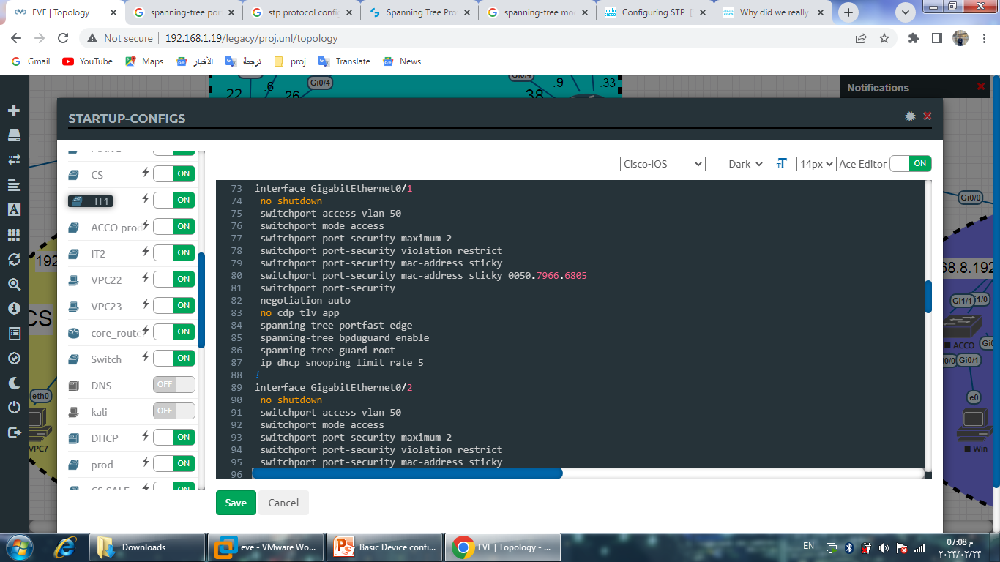 EVE | Topology
spanning-tree por
stp protocol confi
Spanning Tree Pro
spanning-tree mo
Configuring STP
Why did we really
Not secure
192.168.1.19/legacy/proj.unl/topology
Gmail
YouTube
Maps
الأخبار
ترجمة
proj
Translate
News
22
.6
26
Gi0/4
38
.9
.33
Notifications
STARTUP-CONFIGS
CS
ON
IT1
ON
ACCO-prod
ON
IT2
ON
VPC22
ON
VPC23
ON
core_route
ON
Switch
ON
DNS
OFF
kali
OFF
DHCP
ON
prod
ON
Cisco-IOS
Dark
14px
Ace Editor
ON
73 interface GigabitEthernet0/1
74 no shutdown
75 switchport access vlan 50
76 switchport mode access
77 switchport port-security maximum 2
78 switchport port-security violation restrict
79 switchport port-security mac-address sticky
80 switchport port-security mac-address sticky 0050.7966.6805
81 switchport port-security
82 negotiation auto
83 no cdp tlv app
84 spanning-tree portfast edge
85 spanning-tree bpduguard enable
86 spanning-tree guard root
87 ip dhcp snooping limit rate 5
88 !
89 interface GigabitEthernet0/2
90 no shutdown
91 switchport access vlan 50
92 switchport mode access
93 switchport port-security maximum 2
94 switchport port-security violation restrict
95 switchport port-security mac-address sticky
96
Save
Cancel
192
CS
eth0
VPC7
Gi0/0
68.8.192
Gi1/1
1/0
ACCO
Gi0/1
e0
Win
Downloads
eve - VMware Wo...
Basic Device confi...
EVE | Topology - ...
EN
07:08 م
٢٠٢٣/٠٢/٢٣